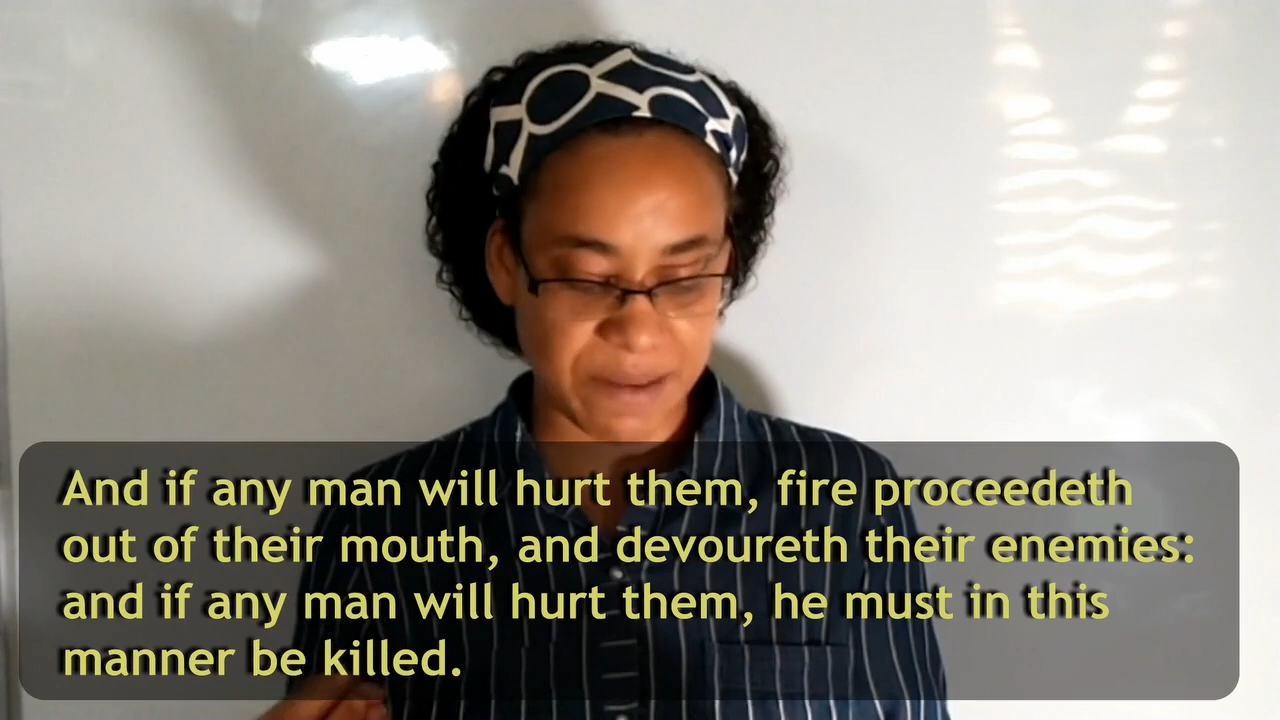 And if any man will hurt them, fire proceedeth
out of their mouth, and devoureth their enemies:
and if any man will hurt them, he must in this
manner be killed.